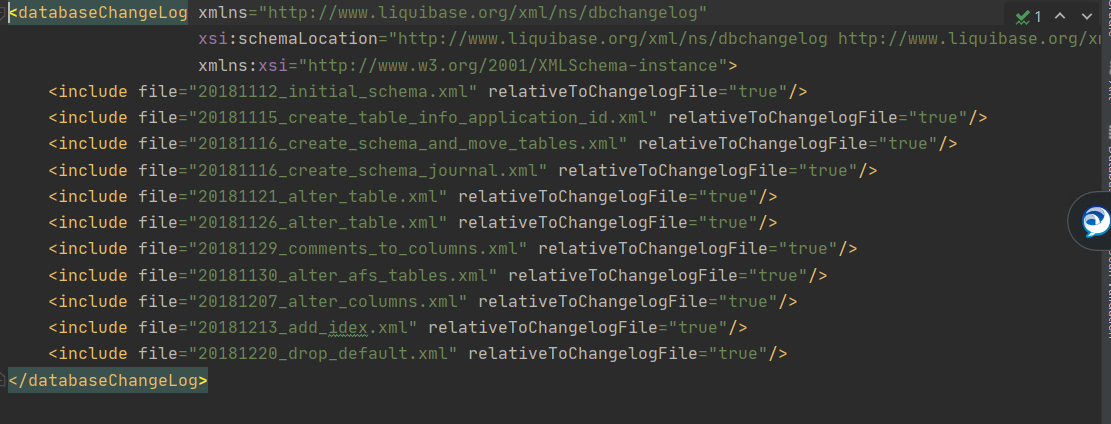 <databaseChangeLog xmlns="http://www.liquibase.org/xml/ns/dbchangelog"
xsi:schemaLocation="http://www.liquibase.org/xml/ns/dbchangelog http://www.liquibase.org/x
xmlns:xsi="http://www.w3.org/2001/XMLSchema-instance">
<include file="20181112_initial_schema.xml" relativeToChangelogFile="true"/>
<include file="20181115_create_table_info_application_id.xml" relativeToChangelogFile="true"/>
<include file="20181116_create_schema_and_move_tables.xml" relativeToChangelogFile="true"/>
<include file="20181116_create_schema_journal.xml" relativeToChangelogFile="true"/>
<include file="20181121_alter_table.xml" relativeToChangelogFile="true"/>
<include file="20181126_alter_table.xml" relativeToChangelogFile="true"/>
<include file="20181129_comments_to_columns.xml" relativeToChangelogFile="true"/>
<include file="20181130_alter_afs_tables.xml" relativeToChangelogFile="true"/>
<include file="20181207_alter_columns.xml" relativeToChangelogFile="true"/>
<include file="20181213_add_idex.xml" relativeToChangelogFile="true"/>
<include file="20181220_drop_default.xml" relativeToChangelogFile="true"/>
</databaseChangeLog>
1